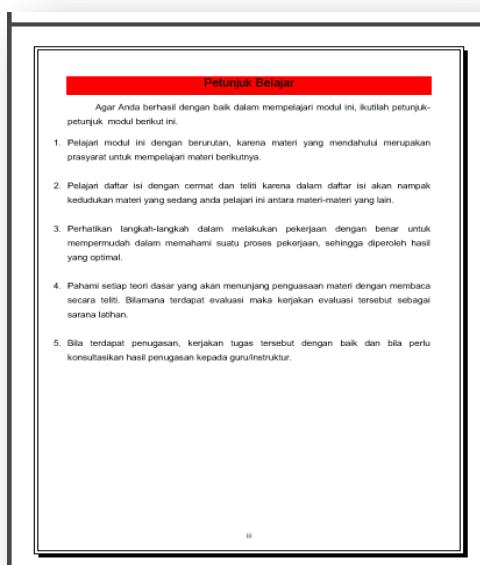 Petunjuk Belajar
Agar Anda berhasil dengan baik dalam mempelajari modul ini, ikutilah petunjuk-
petunjuk modul berikut ini.
1. Pelajari modul ini dengan berurutan, karena materi yang mendahului merupakan
prasyarat untuk mempelajari materi berikutnya.
2. Pelajari daftar isi dengan cermat dan teliti karena dalam daftar isi akan nampak
kedudukan materi yang sedang anda pelajari ini antara materi-materi yang lain.
3. Perhatikan langkah-langkah dalam melakukan pekerjaan dengan benar untuk
mempermudah dalam memahami suatu proses pekerjaan, sehingga diperoleh hasil
yang optimal.
4. Pahami setiap teori dasar yang akan menunjang penguasaan materi dengan membaca
secara teliti. Bilamana terdapat evaluasi maka kerjakan evaluasi tersebut sebagai
sarana latihan.
5. Bila terdapat penugasan, kerjakan tugas tersebut dengan baik dan bila perlu
konsultasikan hasil penugasan kepada guru/instruktur.